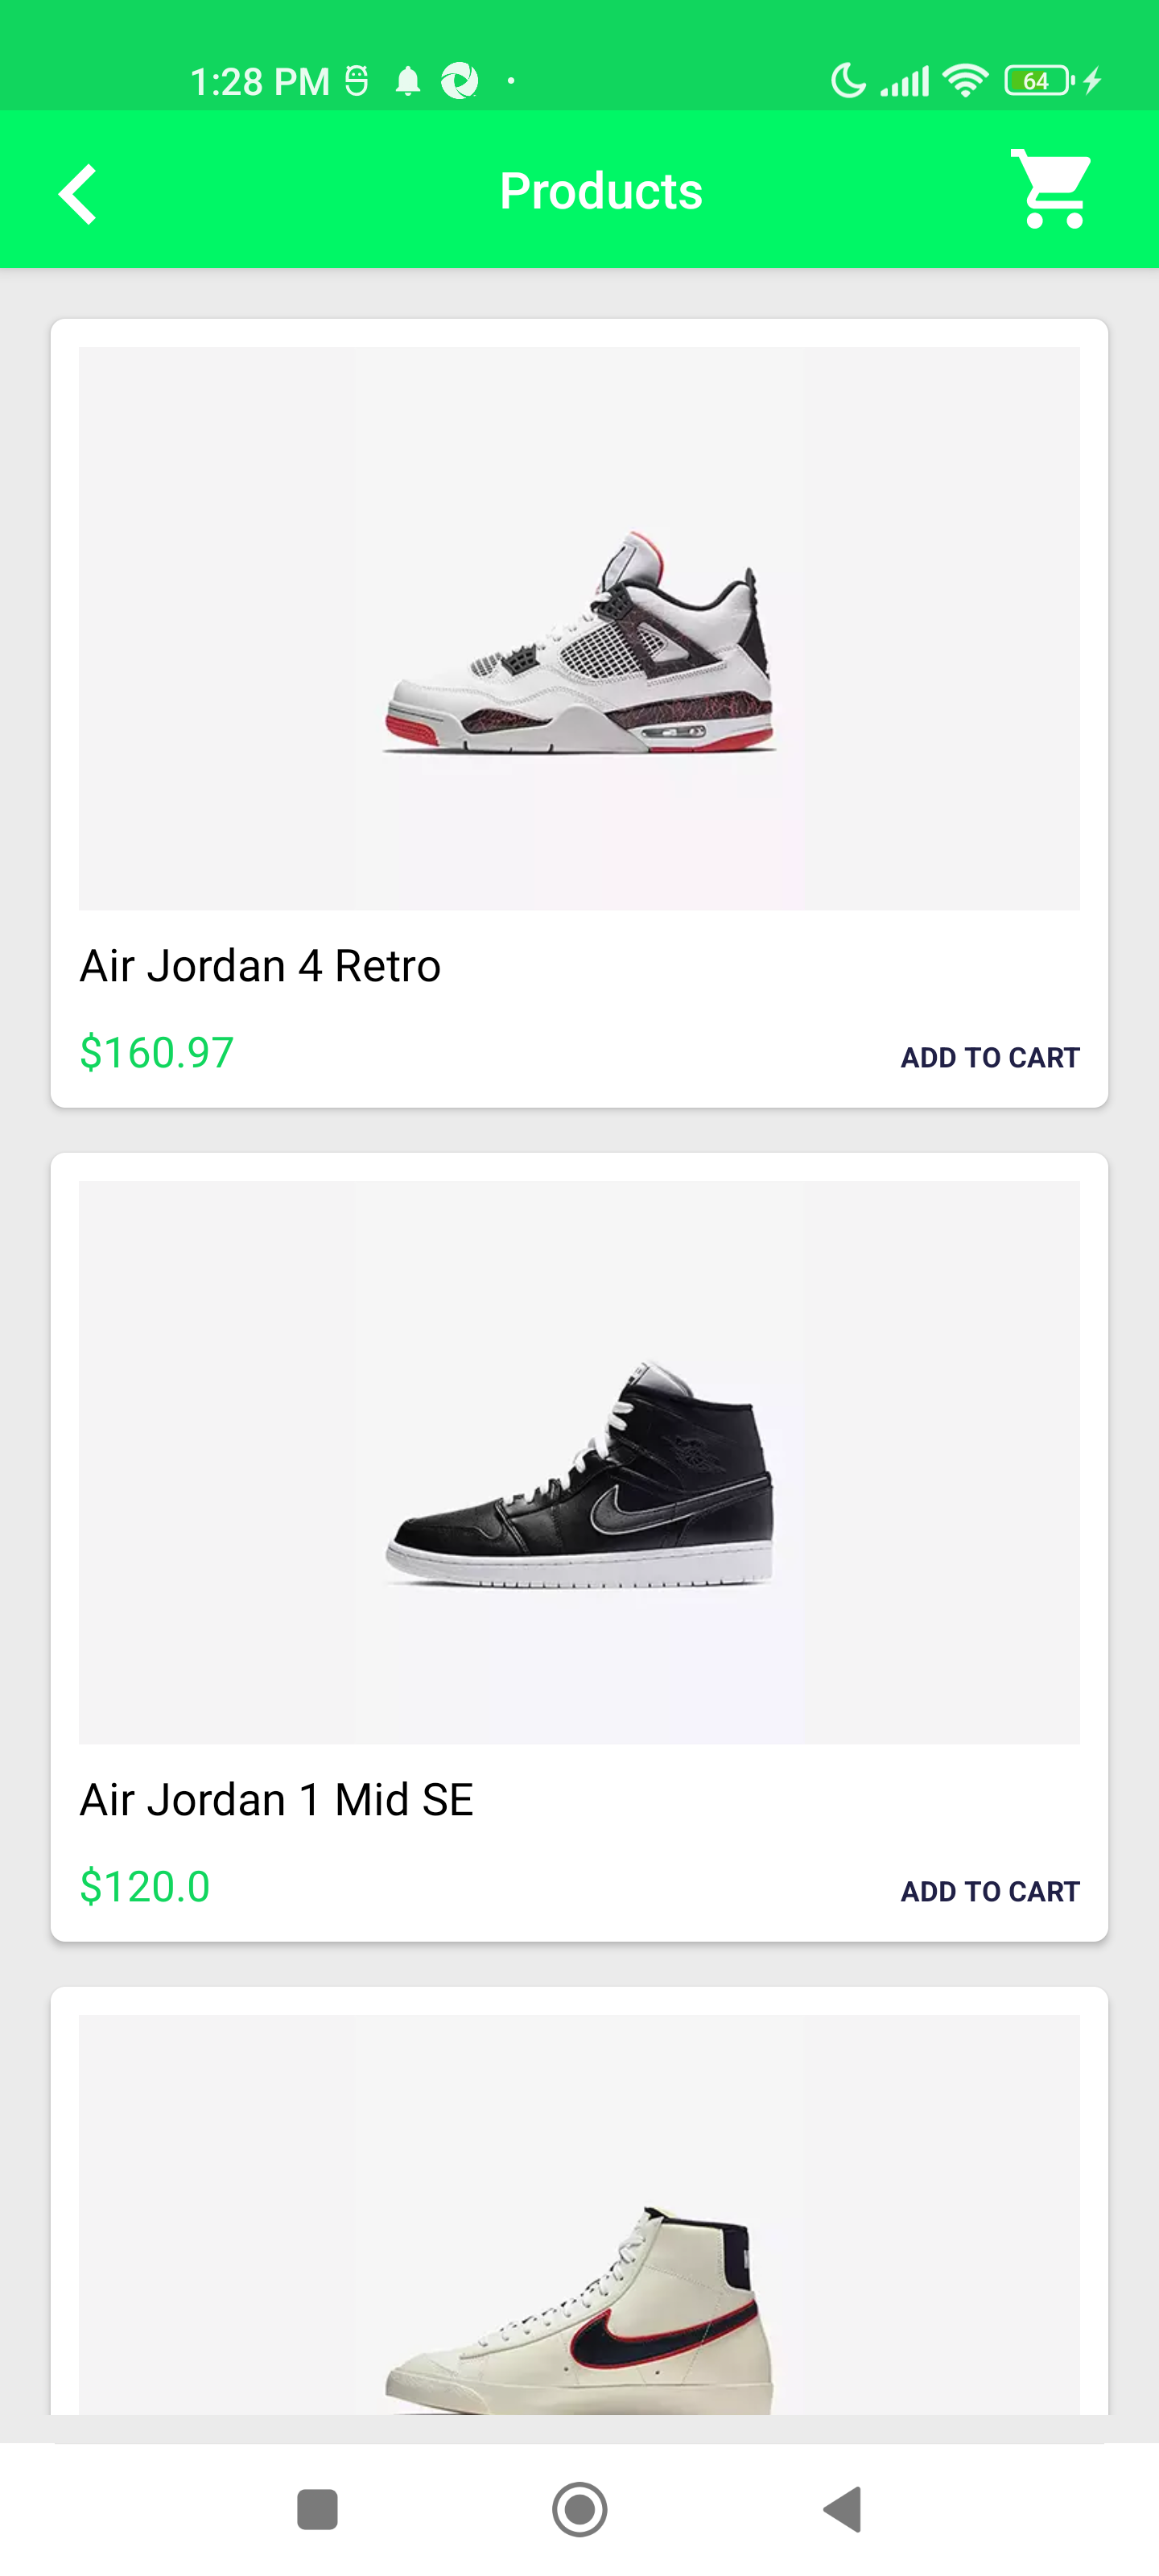 1:28 PM
64
Products
Air Jordan 4 Retro
$160.97
ADD TO CART
Air Jordan 1 Mid SE
$120.0
ADD TO CART